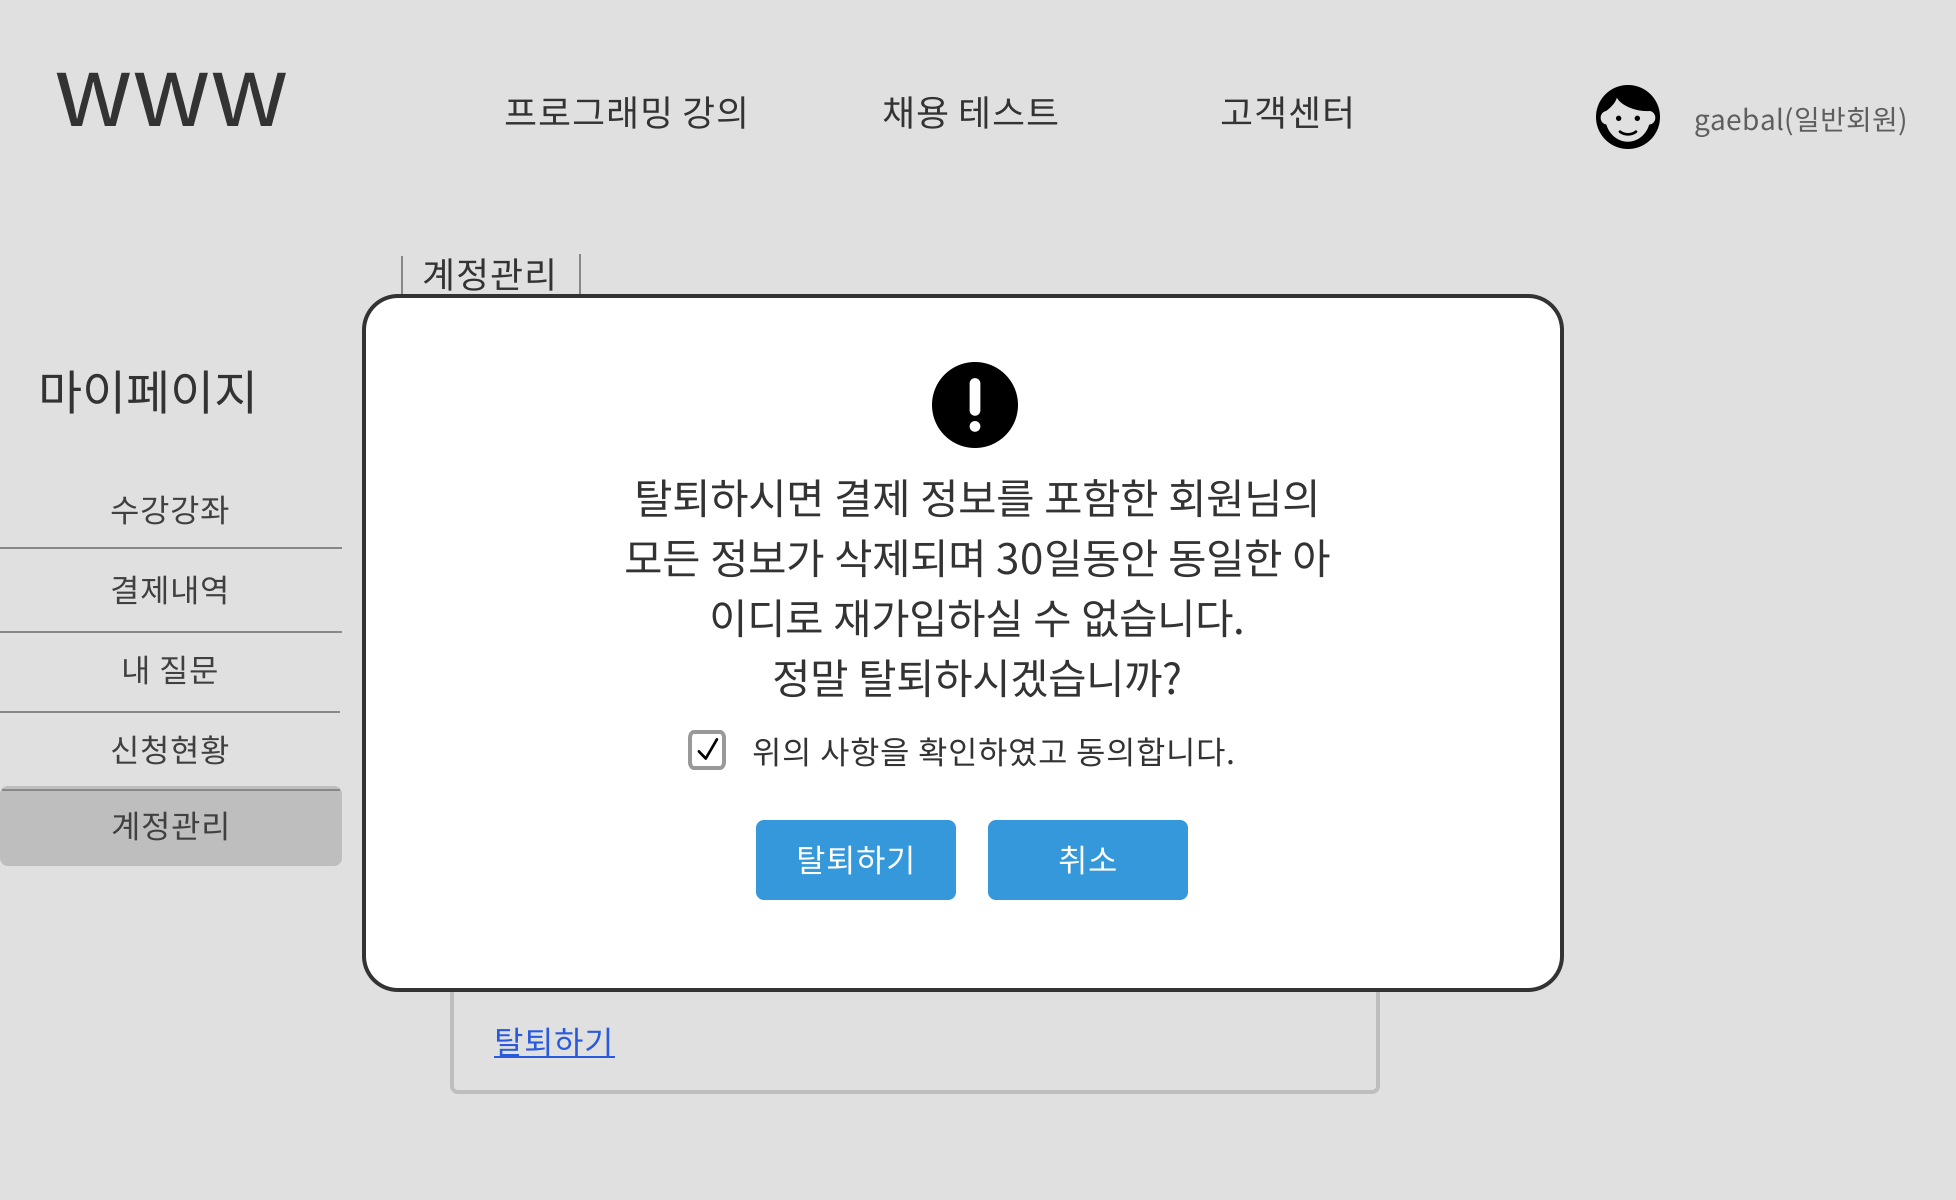 www
프로그래밍 강의
채용 테스트
고객센터
gaebal(일반회원)
계정관리
마이페이지
수강강좌
결제내역
내 질문
신청현황
계정관리
탈퇴하시면 결제 정보를 포함한 회원님의
모든 정보가 삭제되며 30일동안 동일한 아
이디로 재가입하실 수 없습니다.
정말 탈퇴하시겠습니까?
위의 사항을 확인하였고 동의합니다.
탈퇴하기
취소
탈퇴하기